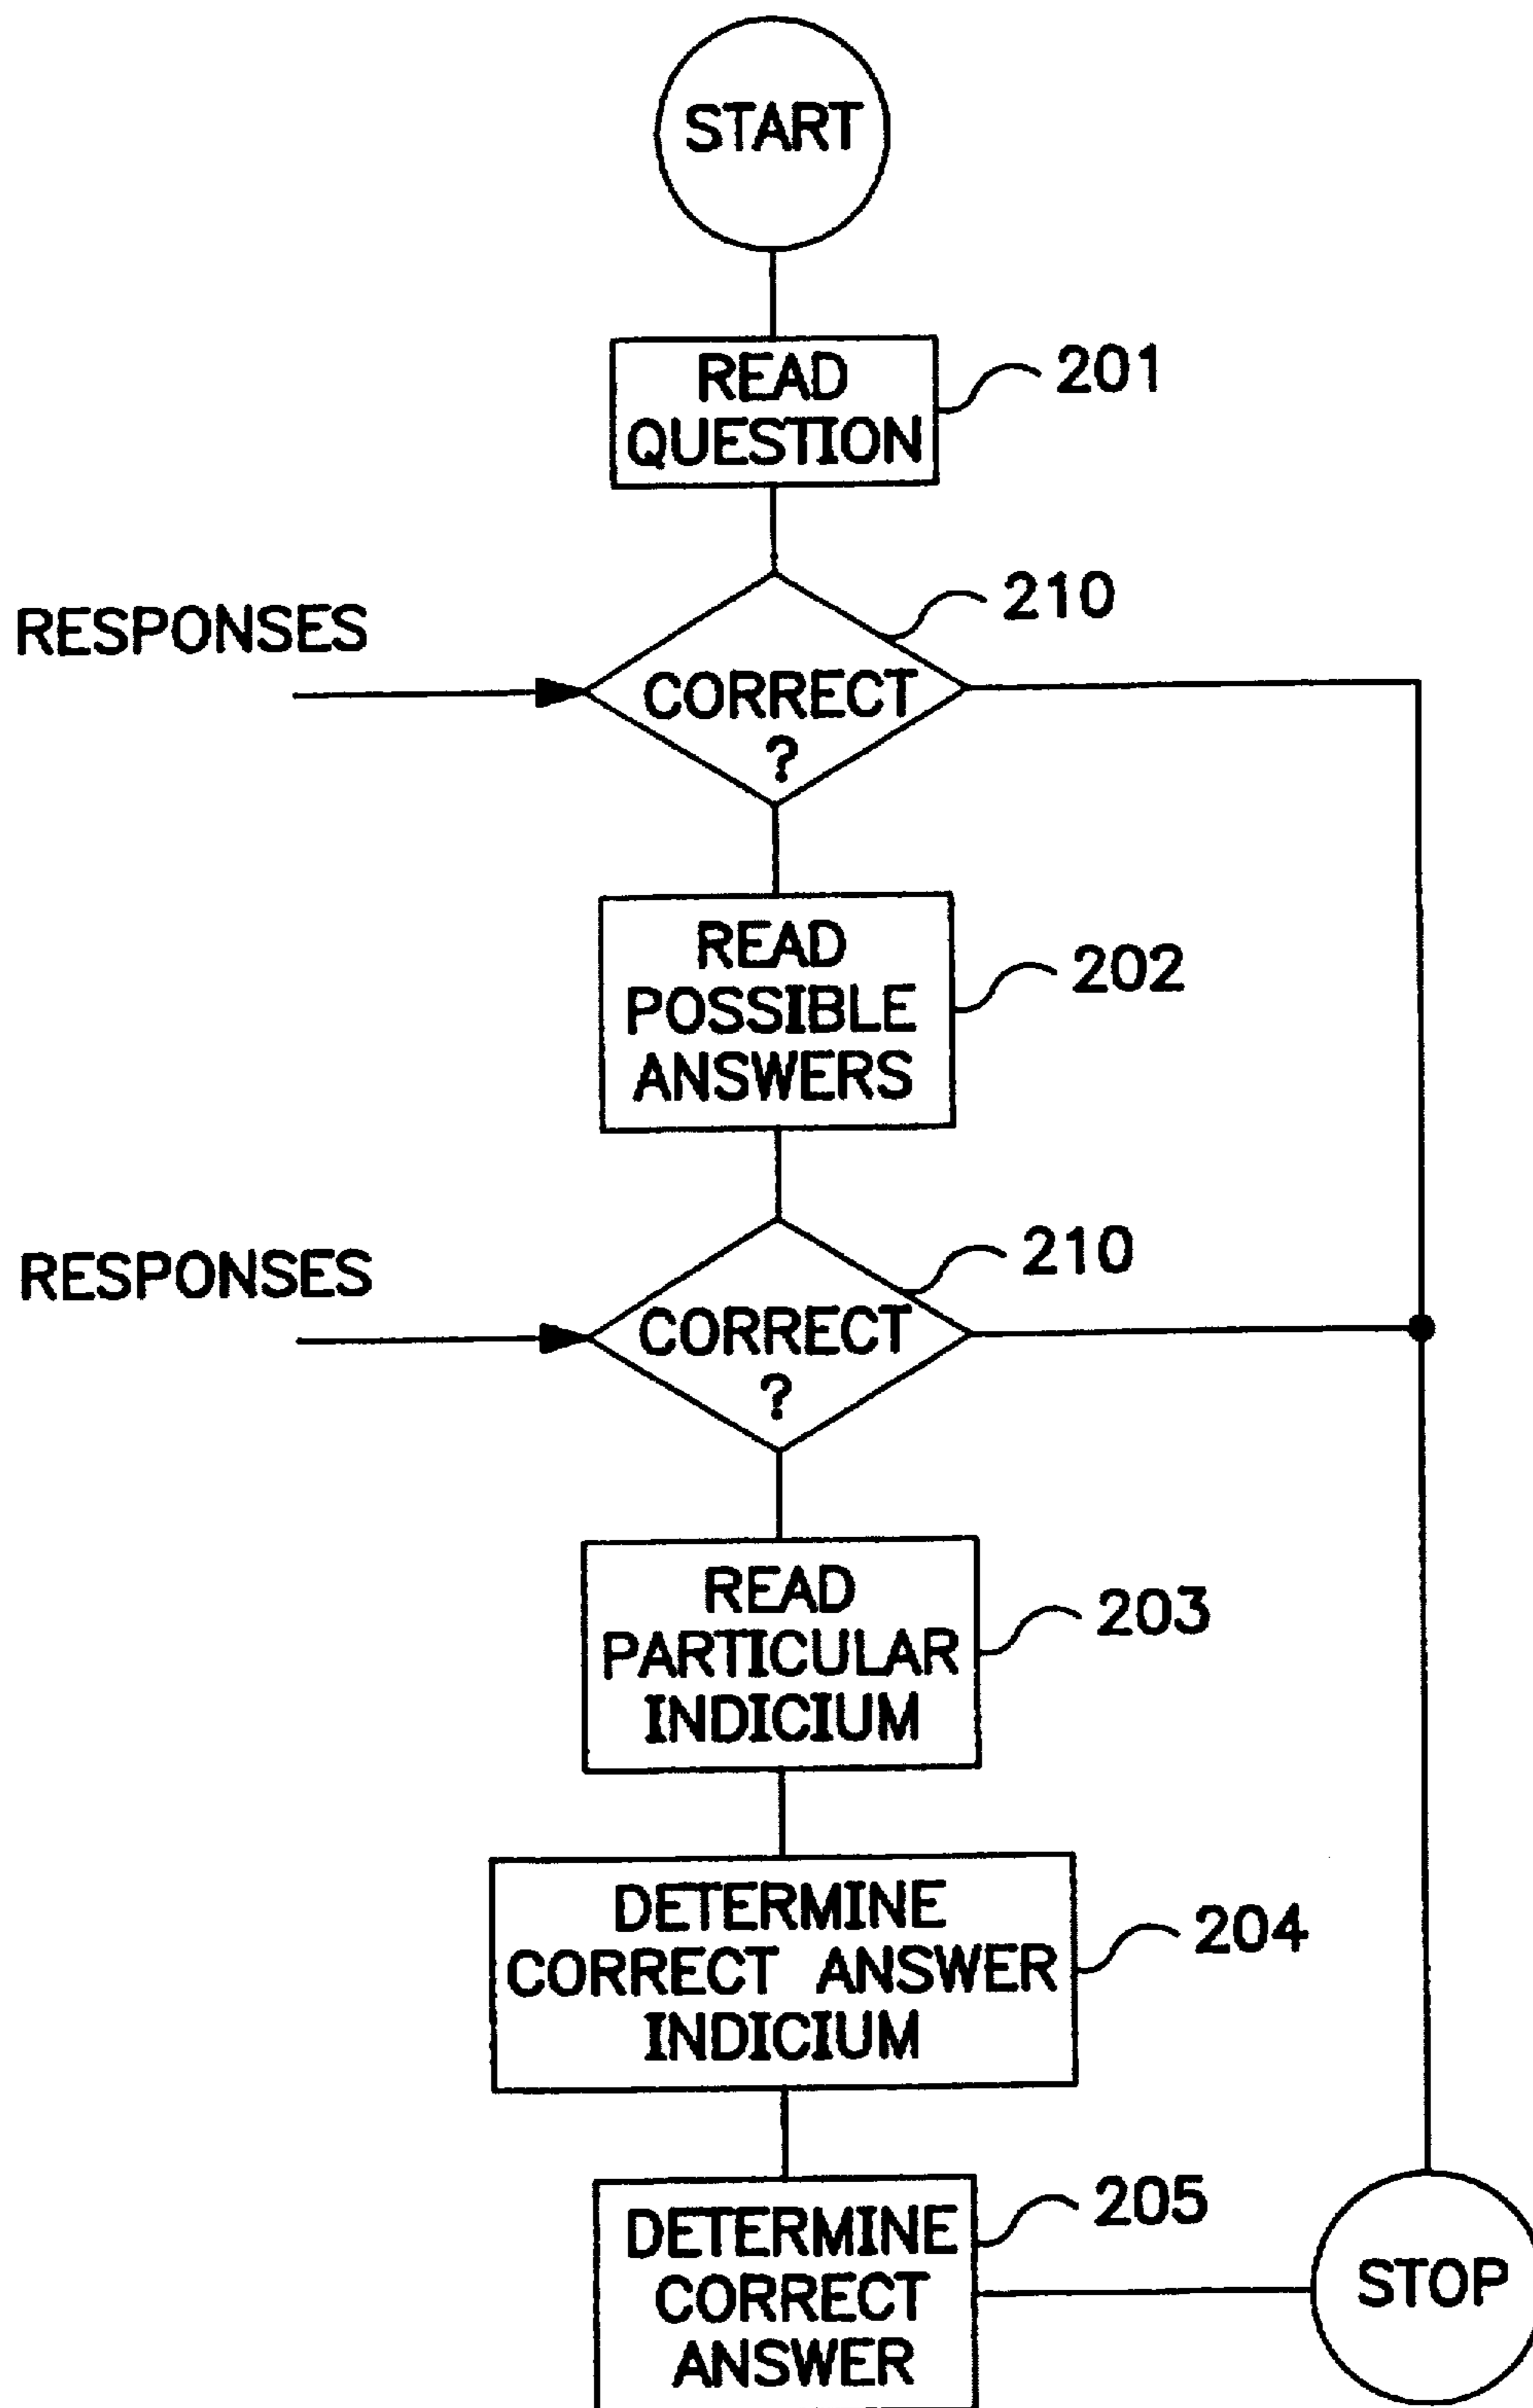 START
READ
QUESTION
201
210
RESPONSES
CORRECT
?
READ
POSSIBLE
ANSWERS
202
210
RESPONSES
CORRECT
?
READ
PARTICULAR
INDICIUM
203
DETERMINE
CORRECT ANSWER
INDICIUM
204
DETERMINE
CORRECT
ANSWER
205
STOP